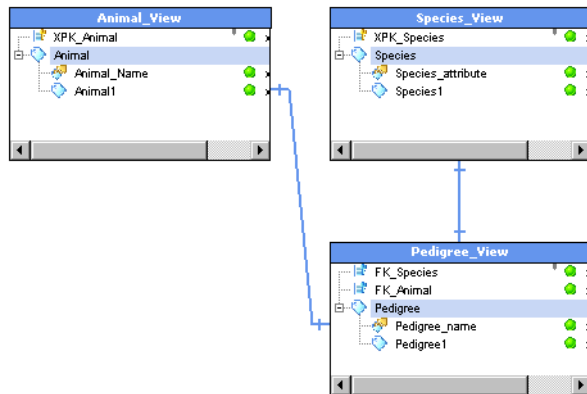 Animal_View
XPK_Animal
Animal
Animal_Name
Animal1
Species_View
XPK_Species
Species
Species_attribute
Species1
Pedigree_View
FK_Species
FK_Animal
Pedigree
Pedigree_name
Pedigree1